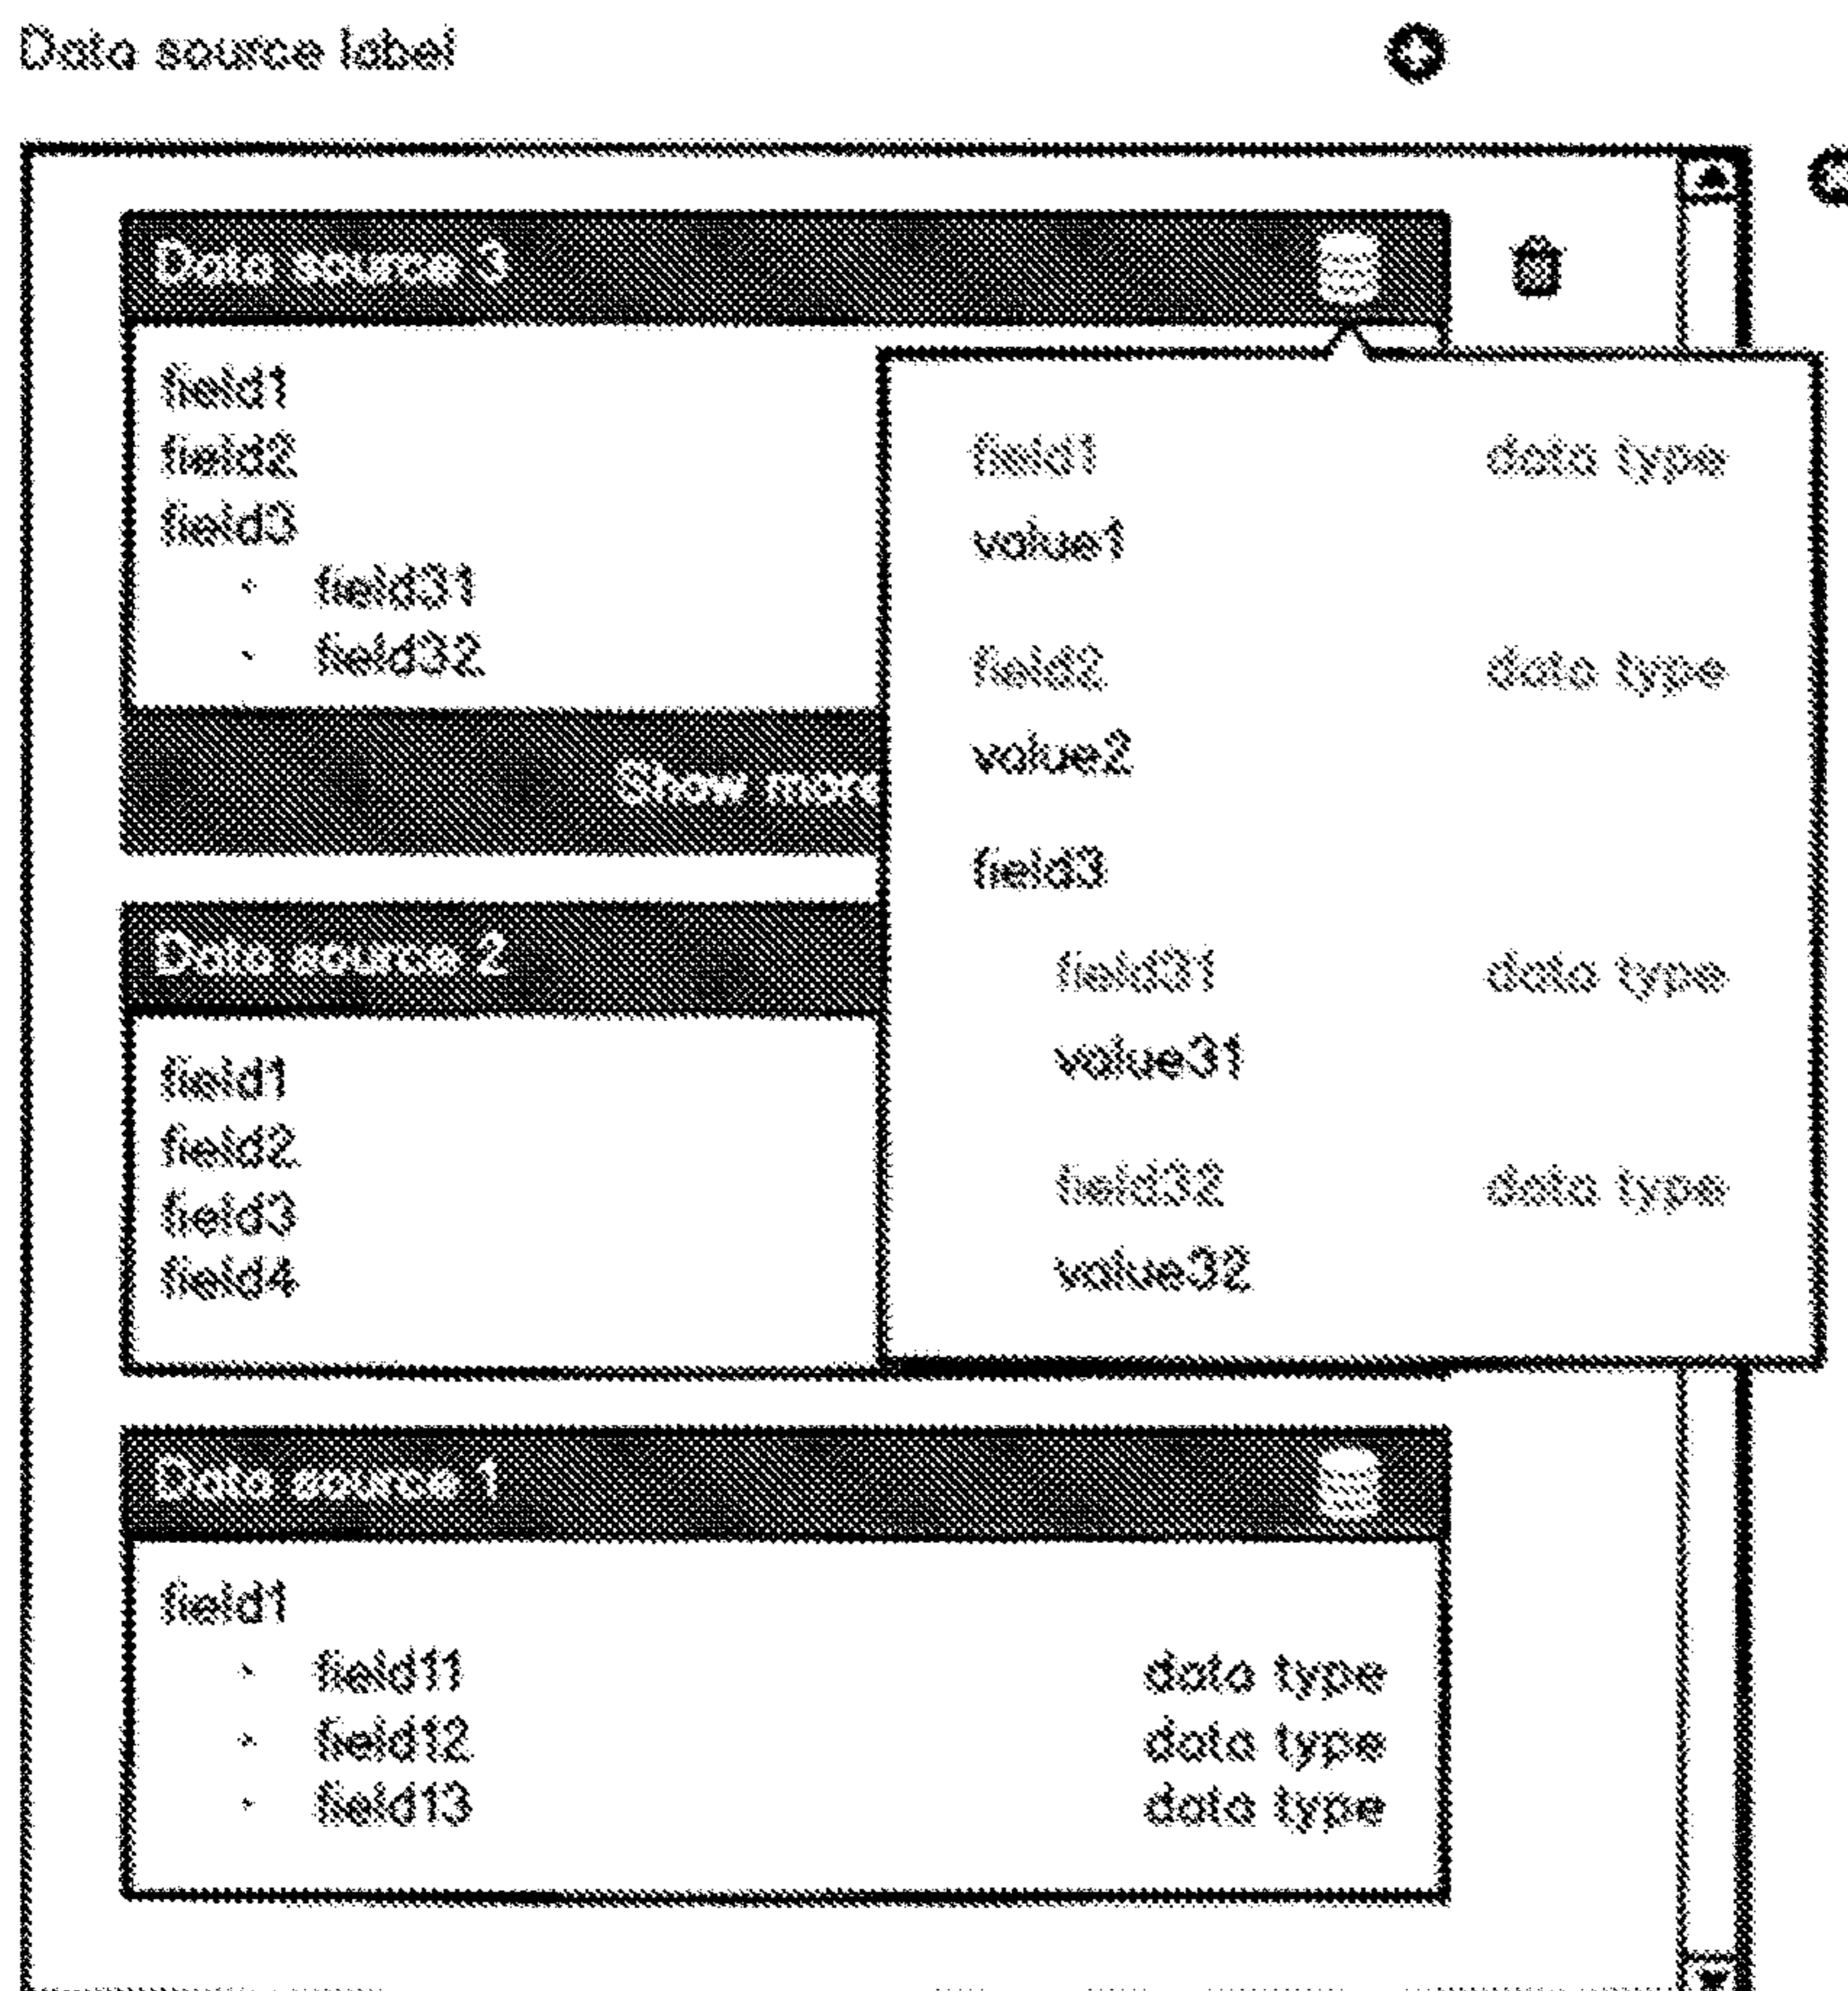 Data source label
Data source 3
field1
field2
field3
· field31
· field32
Show more
field1 data type
value1
field2 data type
value2
field3
field31 data type
value31
field32 data type
value32
Data source 2
field1
field2
field3
field4
Data source 1
field1
· field11 data type
· field12 data type
· field13 data type